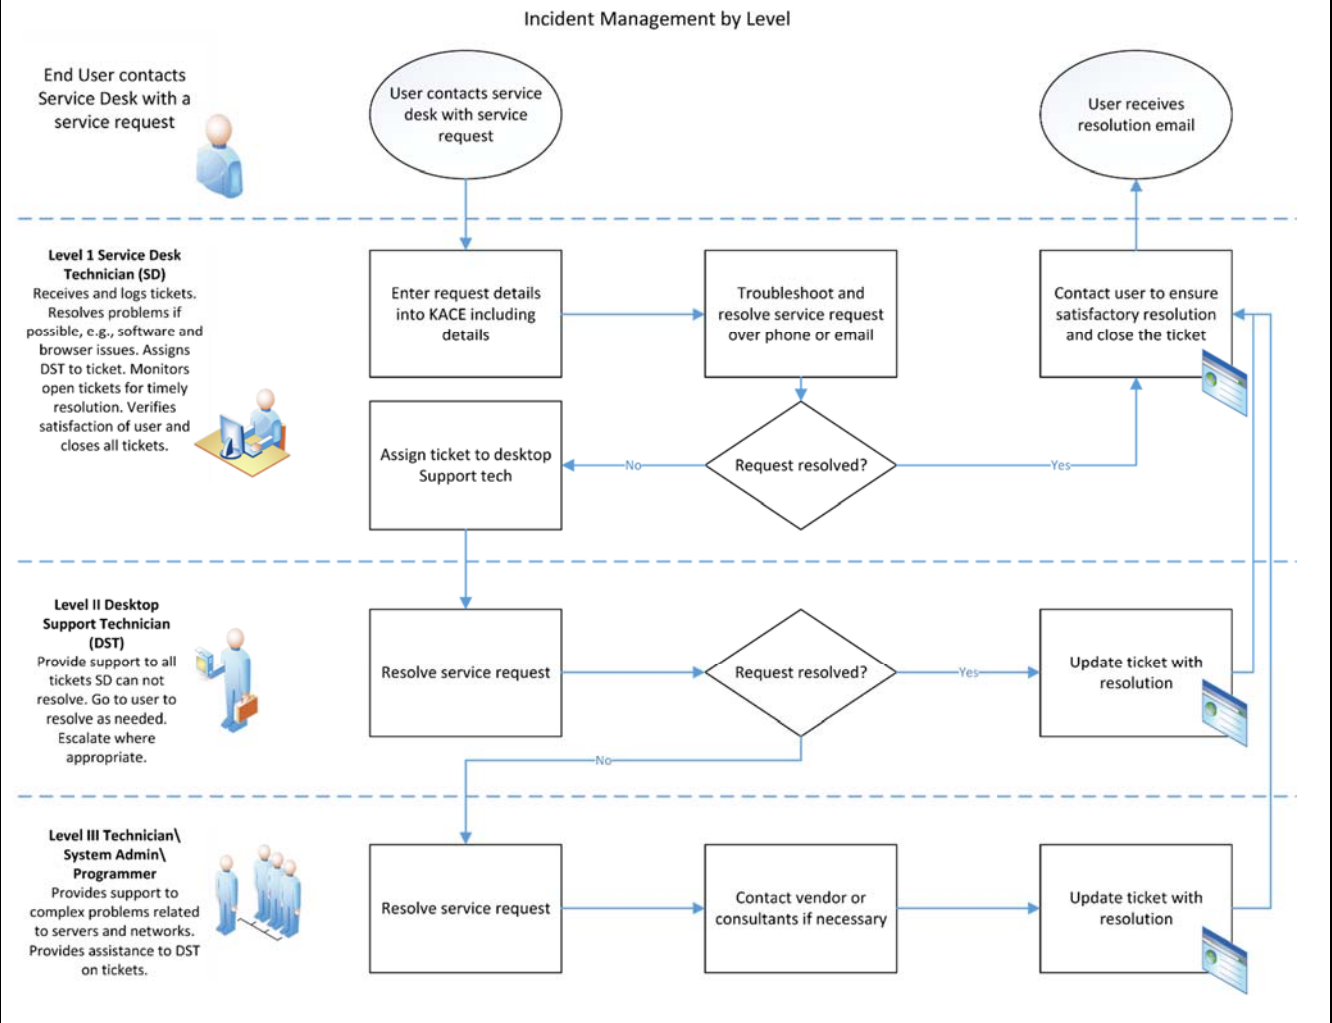 Incident Management by Level
End User contacts
Service Desk with a
service request
User contacts service
desk with service
request
User receives
resolution email
Level 1 Service Desk
Technician (SD)
Receives and logs tickets.
Resolves problems if
possible, e.g., software and
browser issues. Assigns
DST to ticket. Monitors
open tickets for timely
resolution. Verifies
satisfaction of user and
closes all tickets.
Enter request details
into KACE including
details
Troubleshoot and
resolve service request
over phone or email
Contact user to ensure
satisfactory resolution
and close the ticket
Assign ticket to desktop
Support tech
No
Request resolved?
Yes
Level II Desktop
Support Technician
(DST)
Provide support to all
tickets SD can not
resolve. Go to user to
resolve as needed.
Escalate where
appropriate.
Resolve service request
Request resolved?
Yes
Update ticket with
resolution
No
Level III Technician\
System Admin\
Programmer
Provides support to
complex problems related
to servers and networks.
Provides assistance to DST
on tickets.
Resolve service request
Contact vendor or
consultants if necessary
Update ticket with
resolution